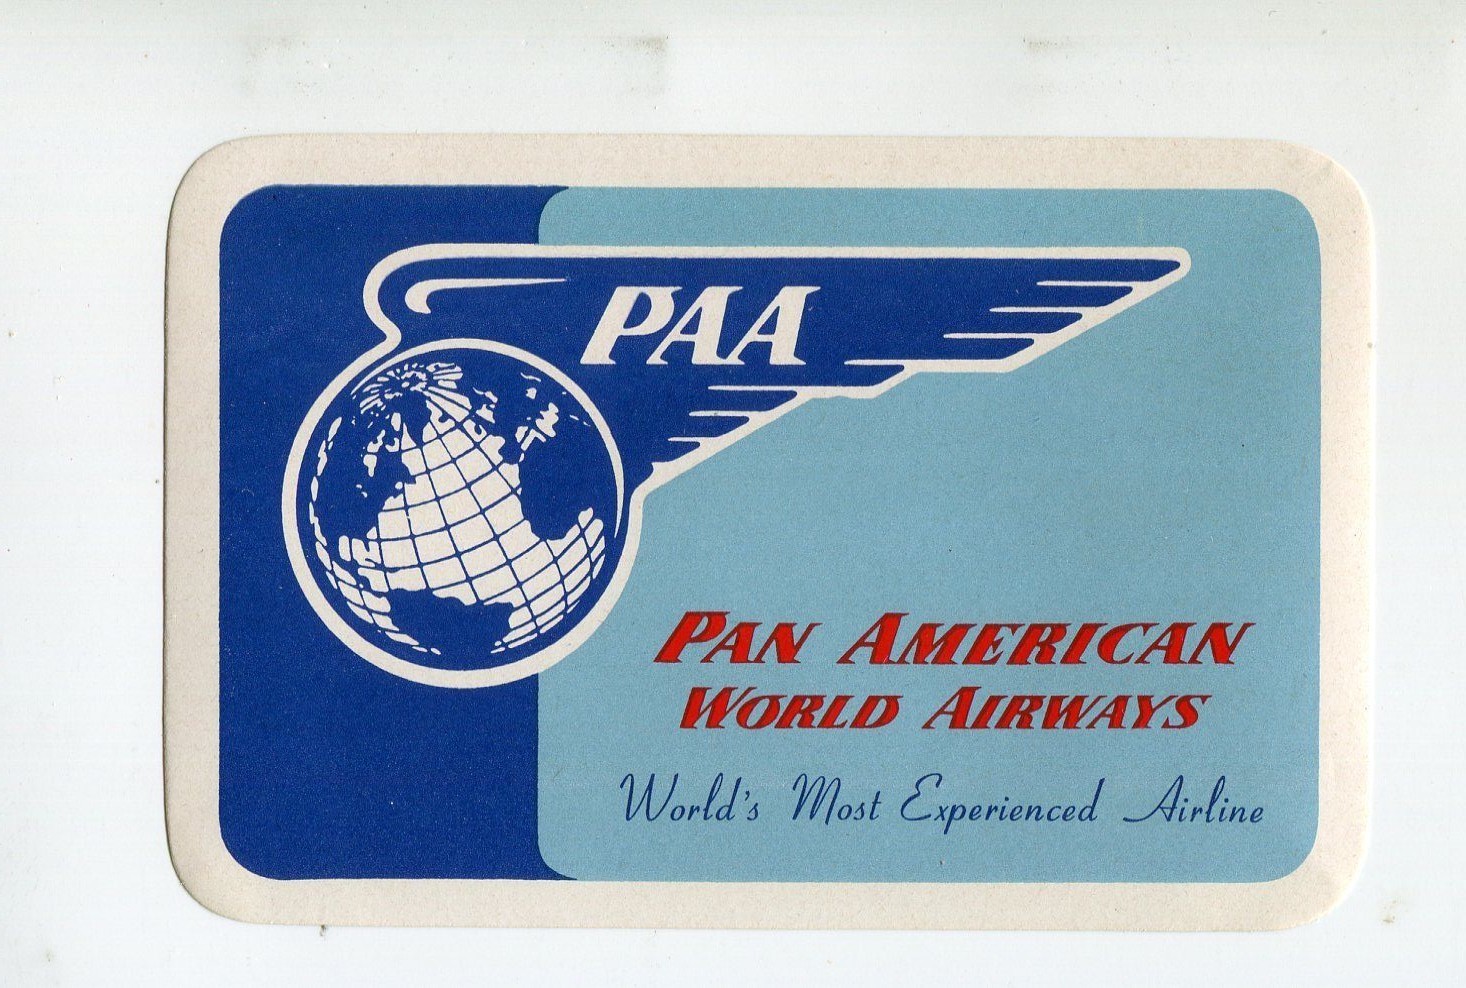 PAA
PAN AMERICAN
WORLD AIRWAYS
World's Most Experienced Airline